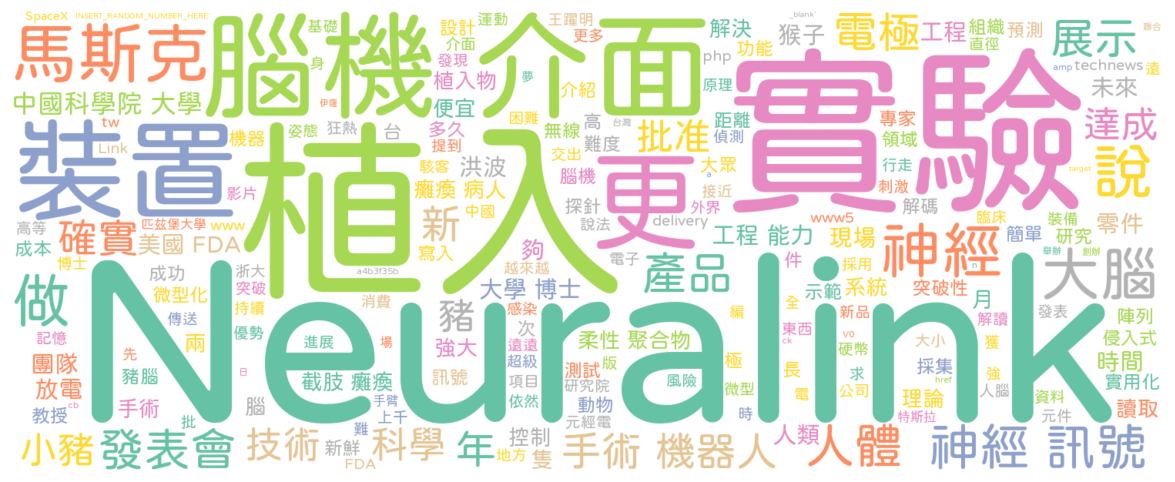 SpaceX INSERT_RANDOM_NUMBER_HERE'
馬斯克
腦機 介面
實驗
植入
Neuralink
裝置
更
中國科學院 大學
tw
Link
機器
影片
姿態
狂熱
台
基礎
身
伊隆
夢
設計
介面
發現
植入物
便宜
運動
王躍明
更多
介紹
困難
無線
多久
提到
交出
高
難度
台灣
批准
解決
功能
_blank'
php
猴子
電極
工程
組織
直徑
預測
展示
聯合
amp
technews
遠
未來
原理
距離
偵測
大眾
a
接近
外界
專家
領域
行走
刺激
解碼
達成
說
target
臨床
裝備
研究
簡單
零件
舉辦
創辦
高等
成本
博士
確實
匹茲堡大學
www
美國 FDA
新
駭客
癱瘓 病人
中國
寫入
洪波
腦機
探針
說法
delivery
www5
夠
越來越
電子
a4b3f35b
工程 能力
現場
神經
大腦
件
採用
n
示範
系統
突破性
月
解讀
發表
陣列
侵入式
時間
實用化
做
成功
微型化
浙大
突破
持續
傳送
記憶
優勢
兩
消費
進展
場
先
日
豬腦
團隊
放電
cb
教授
手術
批
腦
截肢 癱瘓
手臂
上千
難
訊號
豬
強大
大學 博士
感染
次
遠遠
超級
項目
研究院
依然
柔性 聚合物
產品
版
測試
動物
元經電
風險
極
微型
編
時
全
新品
東西
ck
vo
硬幣
長
求
電
公司
大小
獲
採集
href
強
人腦
理論
特斯拉
資料
元件
讀取
小豬
發表會
技術
新鮮
FDA
科學
年
地方
控制
隻
手術 機器人
人類
人體
神經 訊號